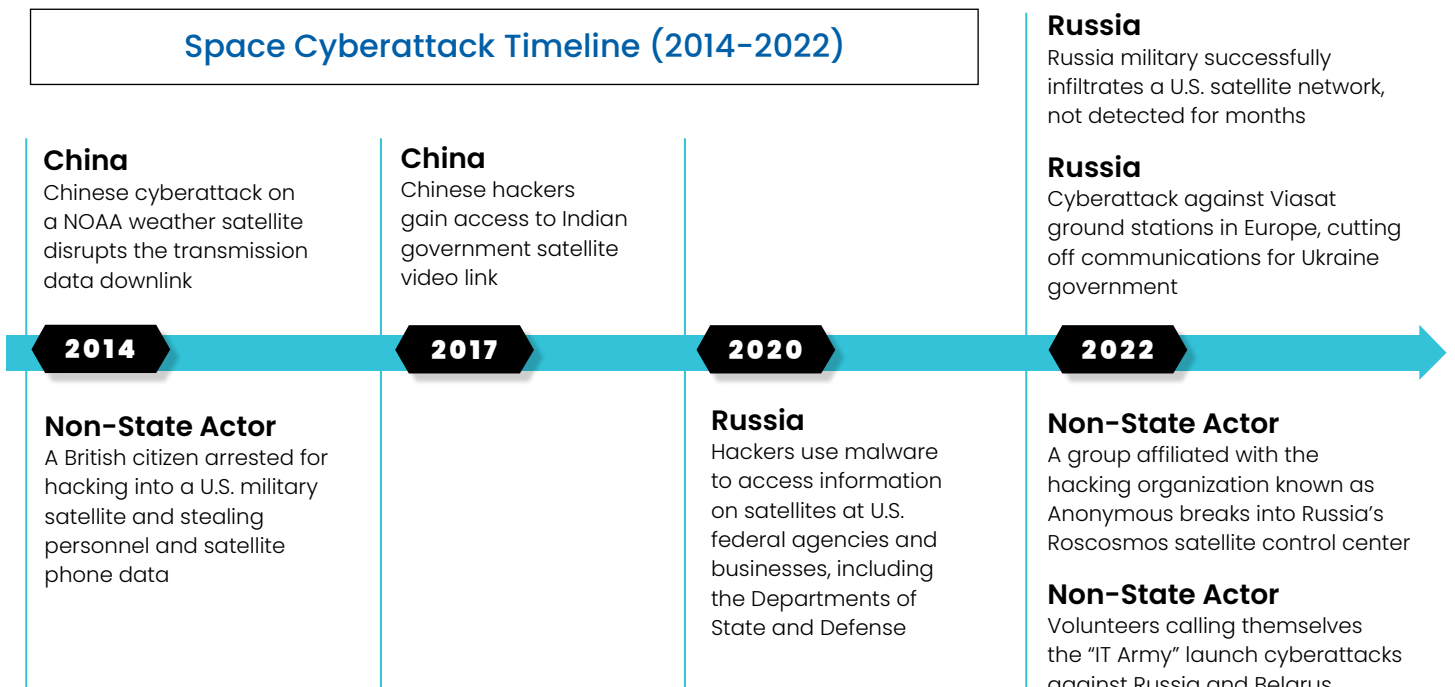 Space Cyberattack Timeline (2014-2022)
China
Chinese cyberattack on
a NOAA weather satellite
disrupts the transmission
data downlink
2014
Non-State Actor
A British citizen arrested for
hacking into a U.S. military
satellite and stealing
personnel and satellite
phone data
China
Chinese hackers
gain access to Indian
government satellite
video link
2017
2020
Russia
Hackers use malware
to access information
on satellites at U.S.
federal agencies and
businesses, including
the Departments of
State and Defense
Russia
Russia military successfully
infiltrates a U.S. satellite network,
not detected for months
Russia
Cyberattack against Viasat
ground stations in Europe, cutting
off communications for Ukraine
government
2022
Non-State Actor
A group affiliated with the
hacking organization known as
Anonymous breaks into Russia’s
Roscosmos satellite control center
Non-State Actor
Volunteers calling themselves
the “IT Army” launch cyberattacks
against Russia and Belarus